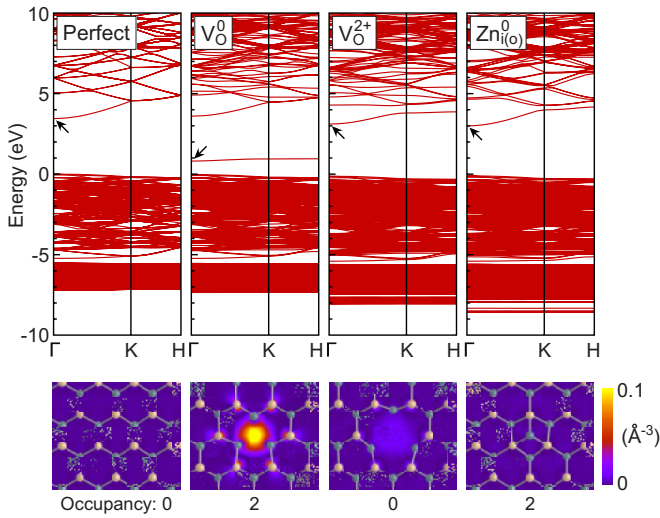 Perfect
V_O^0
V_O^2+
Zn_i(o)^0
Energy (eV)
10
5
0
-5
-10
Γ K H
Γ K H
Γ K H
Γ K H
0.1
(Å⁻³)
0
Occupancy: 0
2
0
2